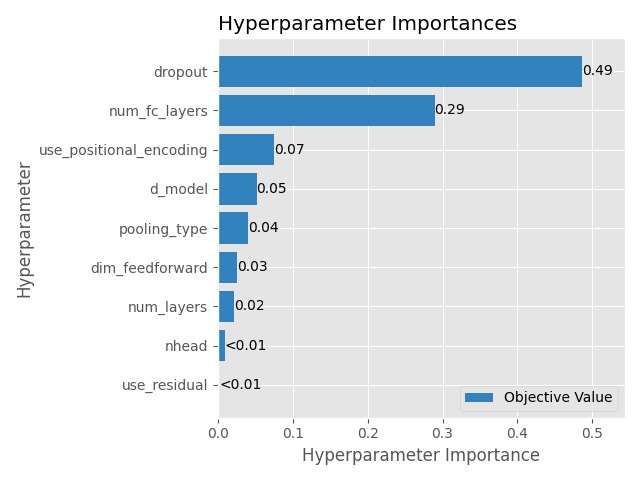 Hyperparameter Importances
Hyperparameter
dropout
0.49
num_fc_layers
0.29
use_positional_encoding
0.07
d_model
0.05
pooling_type
0.04
dim_feedforward
0.03
num_layers
0.02
nhead
<0.01
use_residual
<0.01
Objective Value
0.0 0.1 0.2 0.3 0.4 0.5
Hyperparameter Importance